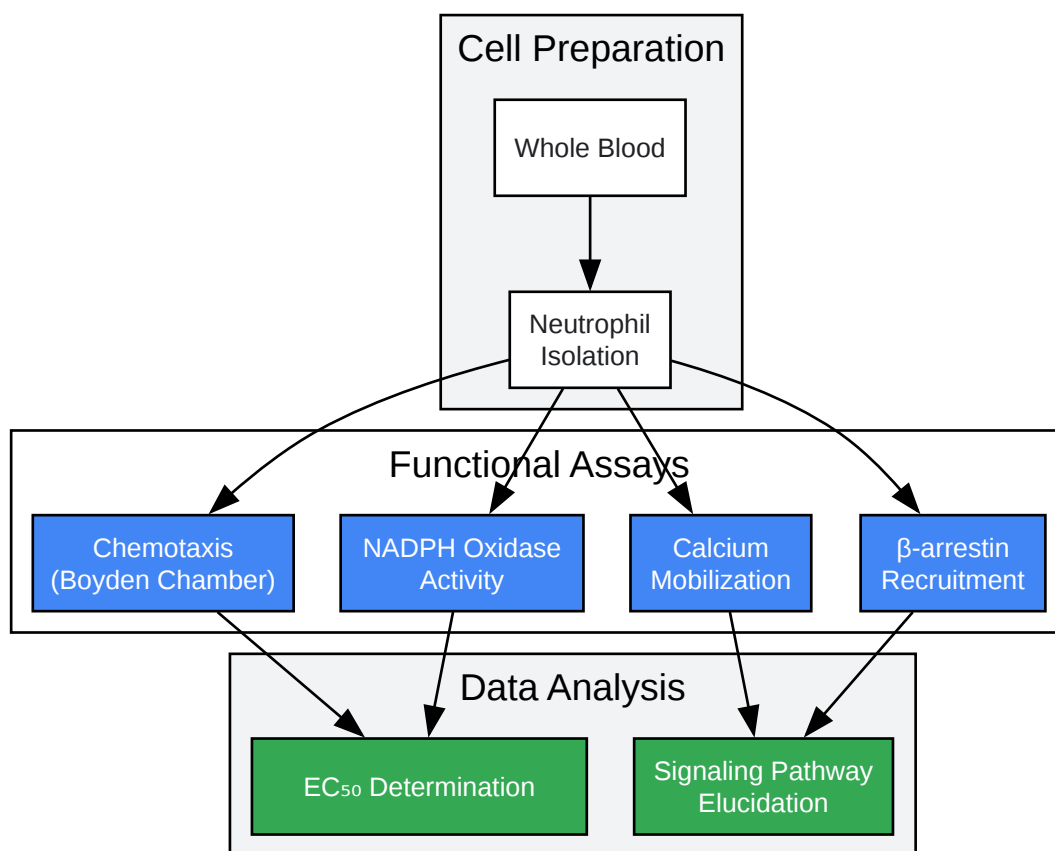 Cell Preparation
Whole Blood
Neutrophil
Isolation
Functional Assays
Chemotaxis
(Boyden Chamber)
NADPH Oxidase
Activity
Calcium
Mobilization
β-arrestin
Recruitment
Data Analysis
EC₅₀ Determination
Signaling Pathway
Elucidation